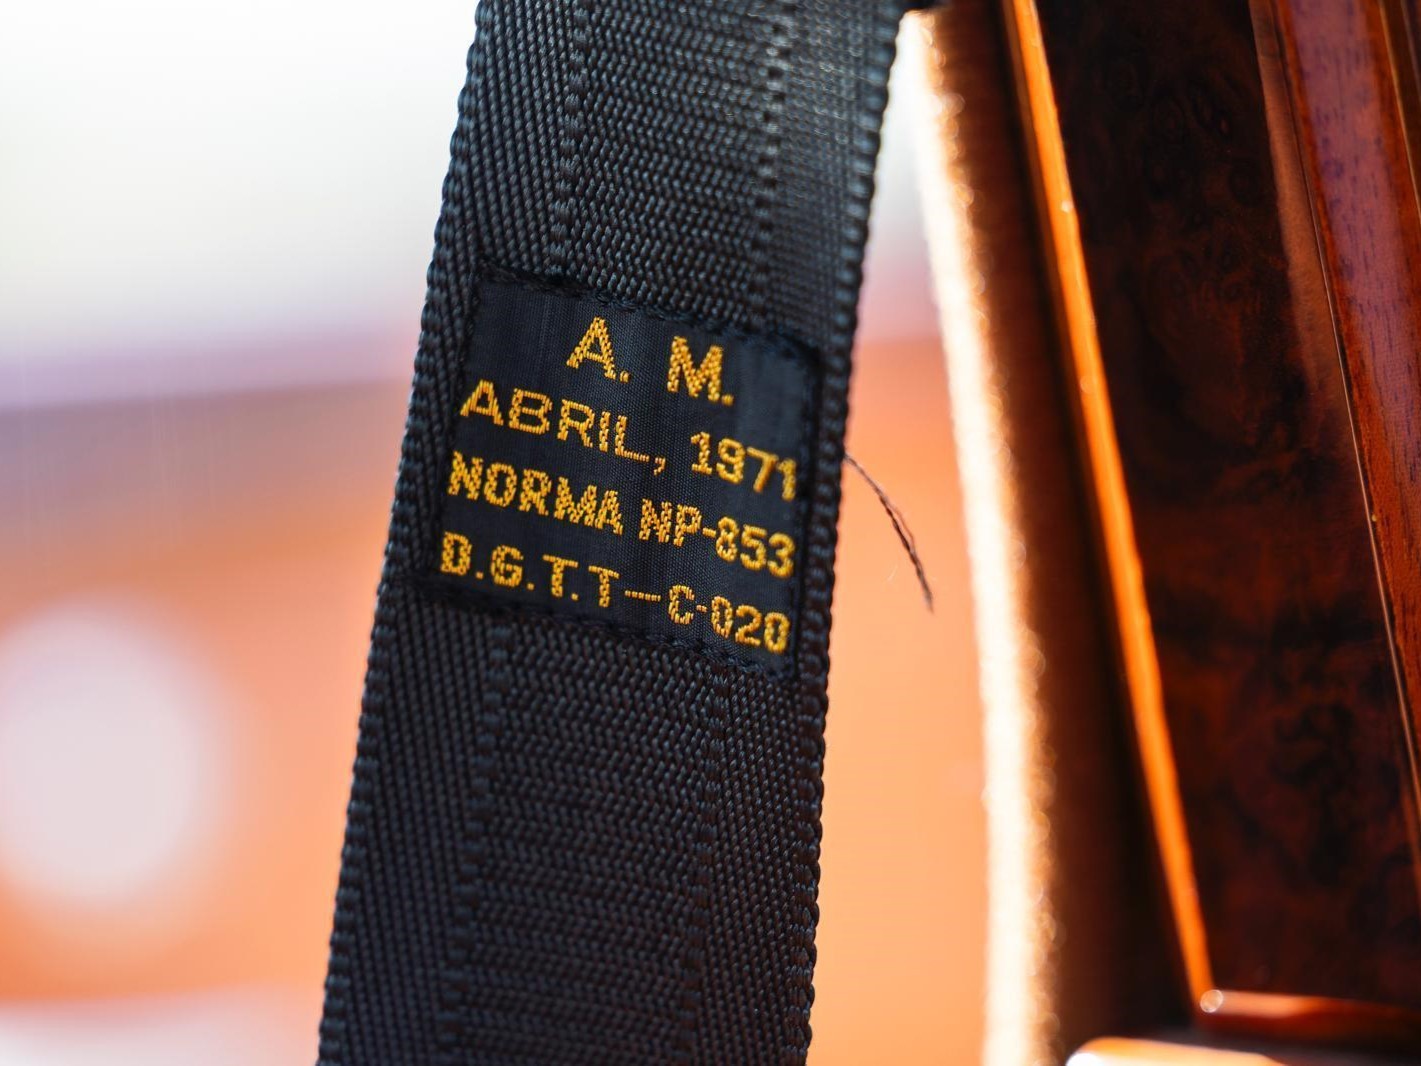 A. M.
ABRIL, 1971
NORMA NP-853
D.G.T.T—C-020